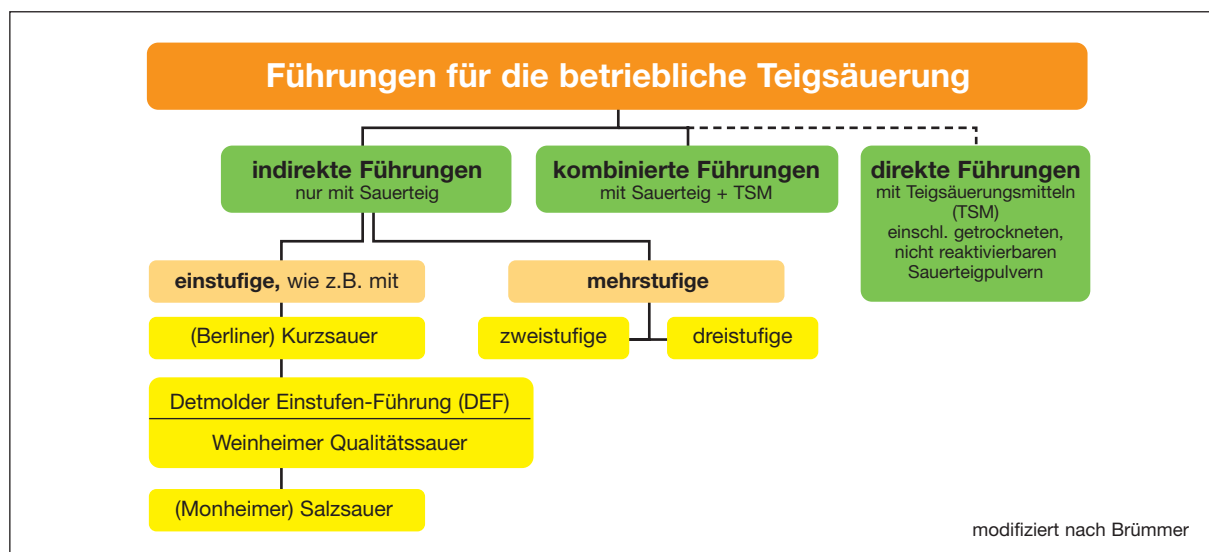 Führungen für die betriebliche Teigsäuerung
indirekte Führungen
nur mit Sauerteig
kombinierte Führungen
mit Sauerteig + TSM
direkte Führungen
mit Teigsäuerungsmitteln
(TSM)
einschl. getrockneten,
nicht reaktivierbaren
Sauerteigpulvern
einstufige, wie z.B. mit
mehrstufige
(Berliner) Kurzsauer
zweistufige
dreistufige
Detmolder Einstufen-Führung (DEF)
Weinheimer Qualitätssauer
(Monheimer) Salzsauer
modifiziert nach Brümmer